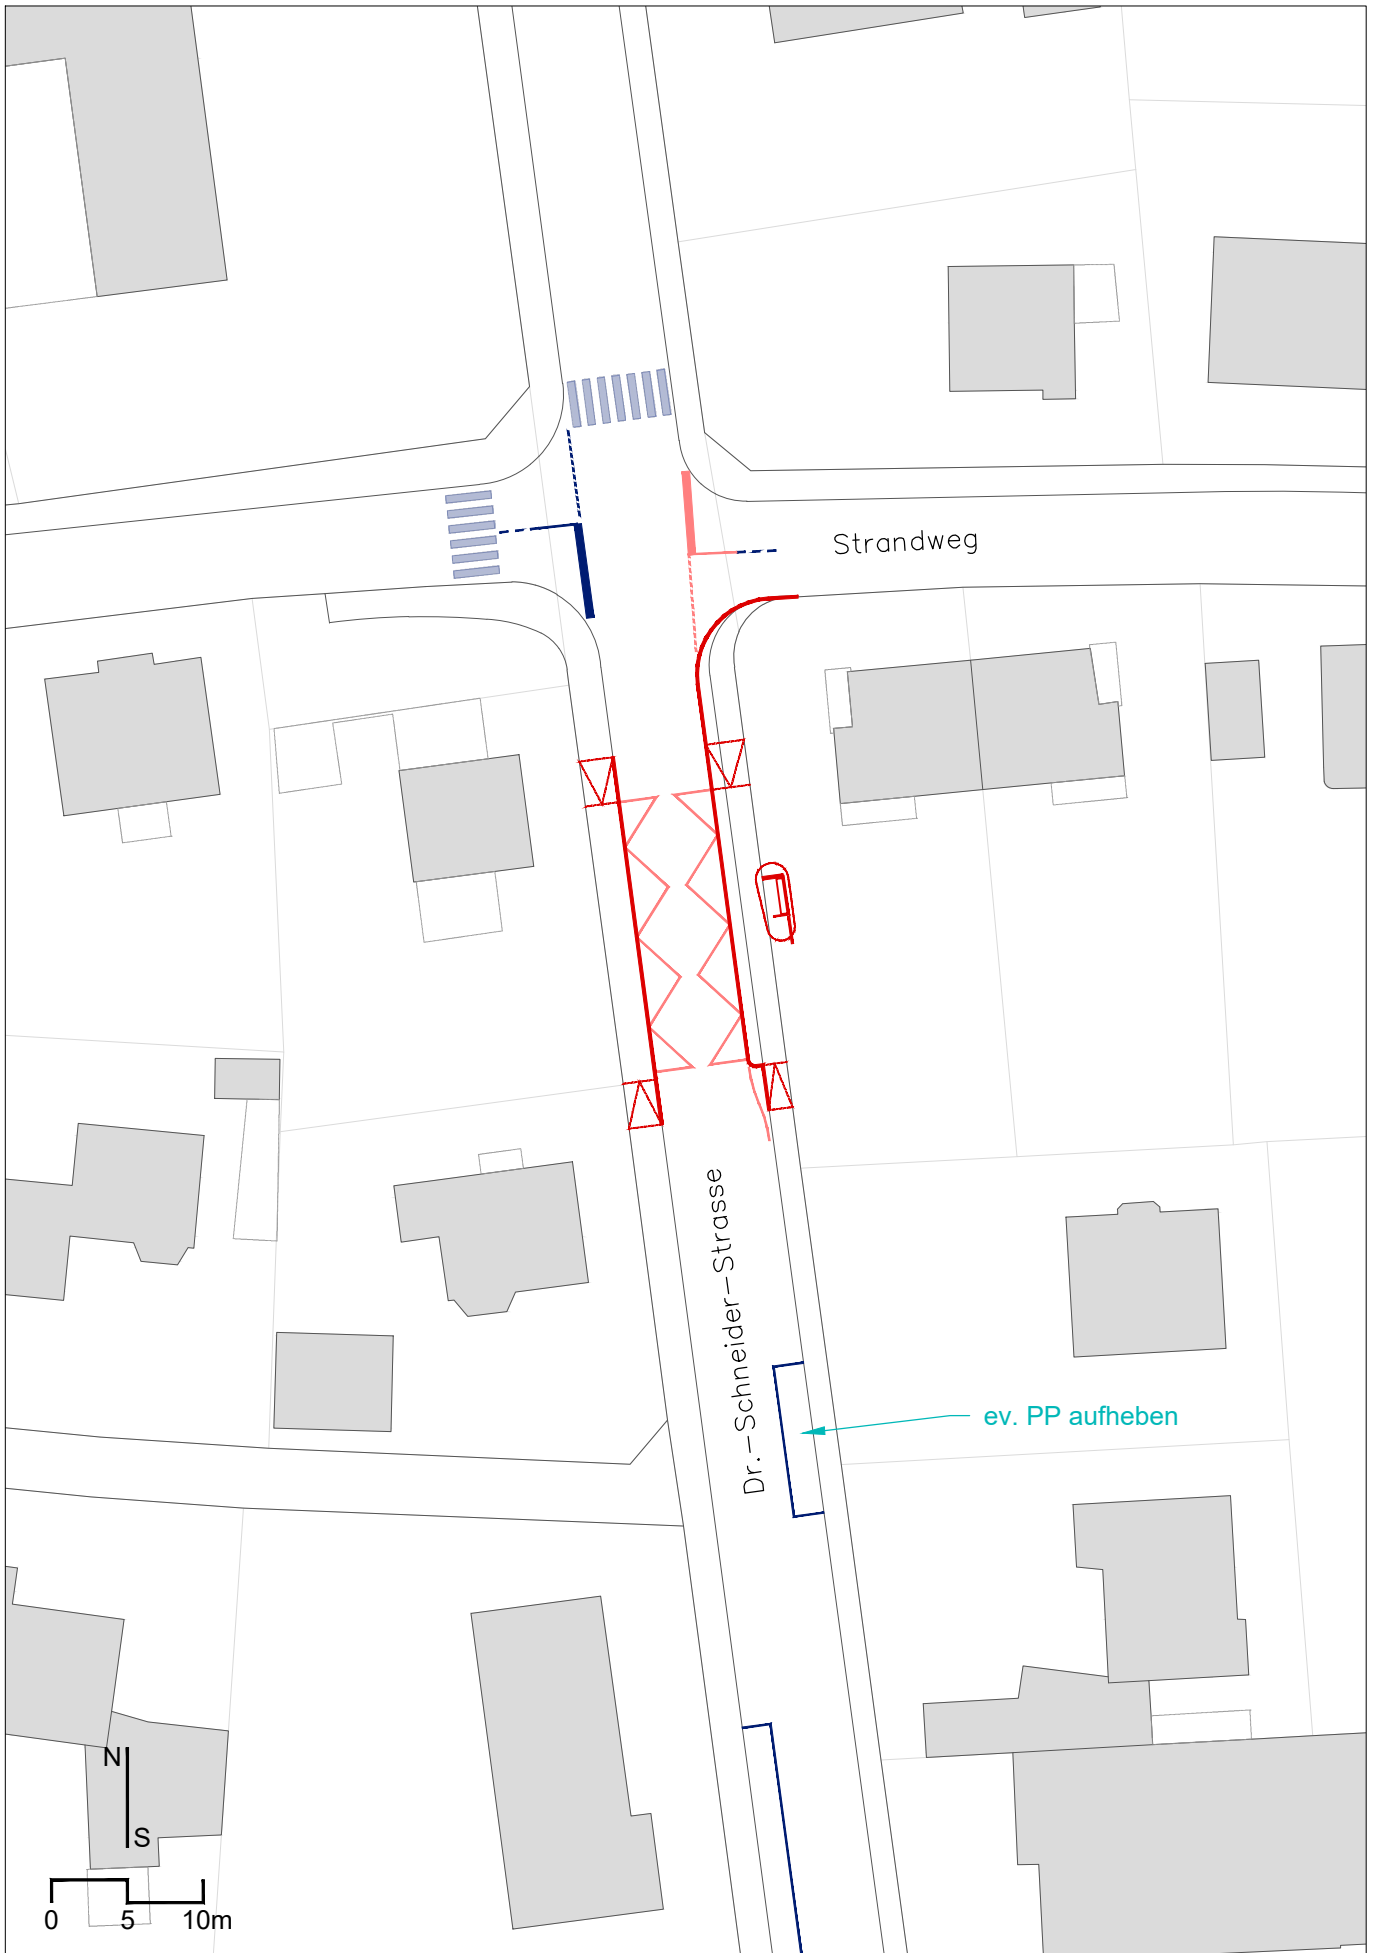 Strandweg
Dr.-Schneider-Strasse
ev. PP aufheben
N
S
0 5 10m